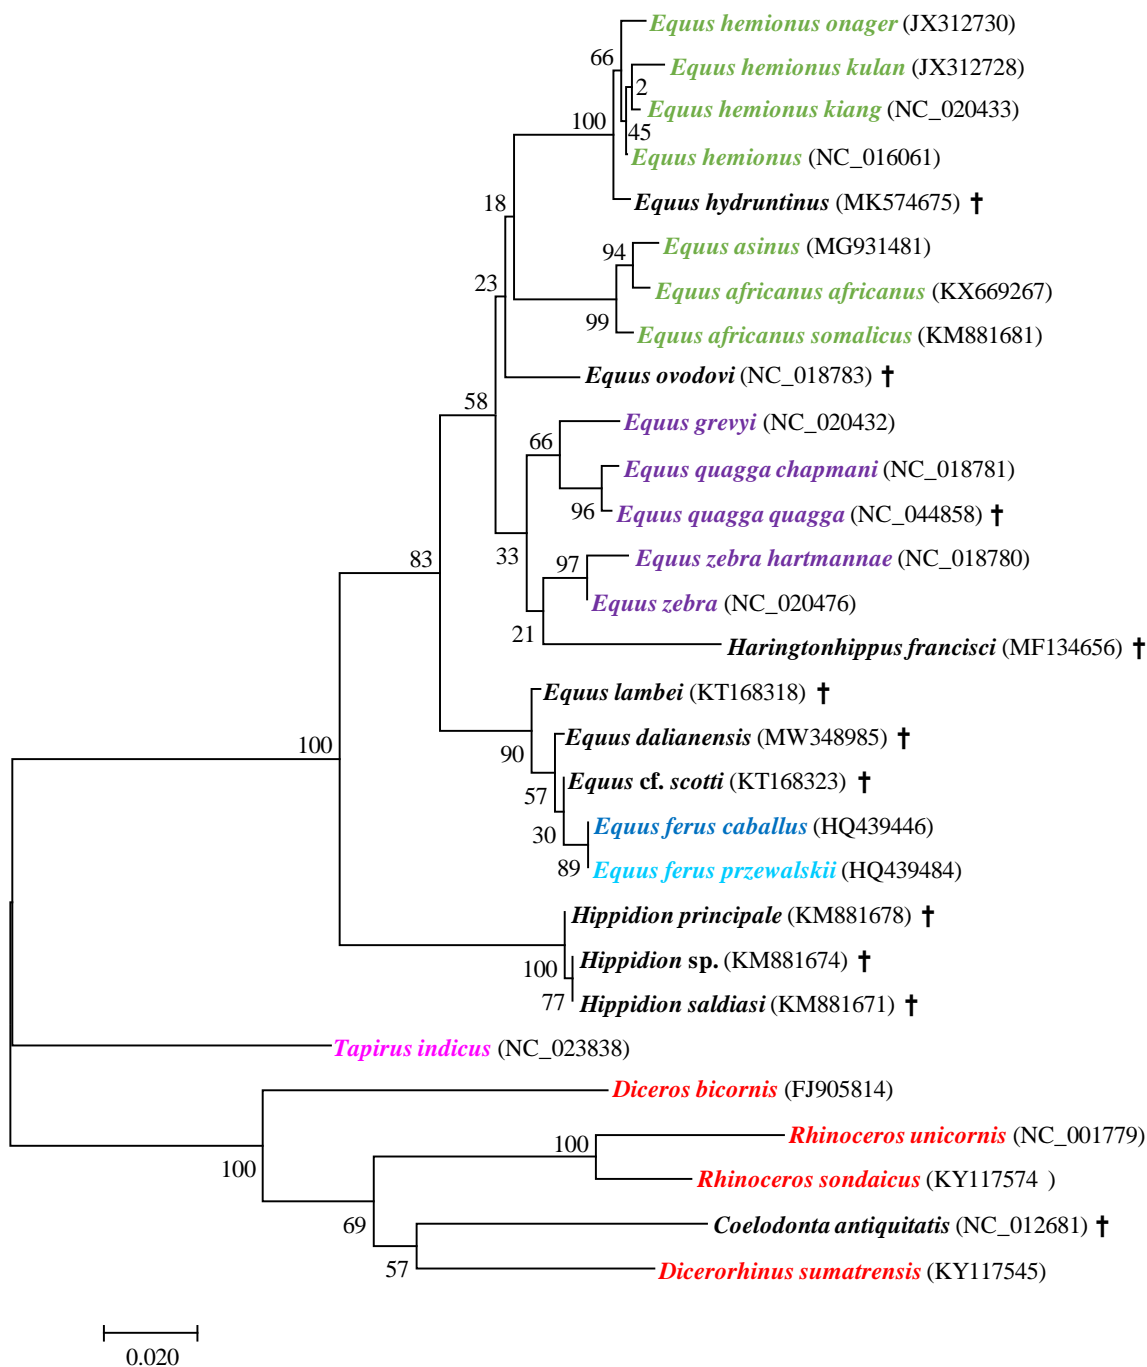 Equus hemionus onager (JX312730)
66
Equus hemionus kulan (JX312728)
2
Equus hemionus kiang (NC_020433)
100
45
Equus hemionus (NC_016061)
Equus hydruntinus (MK574675) †
18
Equus asinus (MG931481)
94
Equus africanus africanus (KX669267)
23
99
Equus africanus somalicus (KM881681)
Equus ovodovi (NC_018783) †
58
Equus grevyi (NC_020432)
66
Equus quagga chapmani (NC_018781)
96
Equus quagga quagga (NC_044858) †
83
33
Equus zebra hartmannae (NC_018780)
97
Equus zebra (NC_020476)
21
Haringtonhippus francisci (MF134656) †
Equus lambei (KT168318) †
100
90
Equus dalianensis (MW348985) †
Equus cf. scotti (KT168323) †
57
Equus ferus caballus (HQ439446)
30
89
Equus ferus przewalskii (HQ439484)
Hippidion principale (KM881678) †
Hippidion sp. (KM881674) †
100
77
Hippidion saldiasi (KM881671) †
Tapirus indicus (NC_023838)
Diceros bicornis (FJ905814)
Rhinoceros unicornis (NC_001779)
100
100
Rhinoceros sondaicus (KY117574 )
69
Coelodonta antiquitatis (NC_012681) †
57
Dicerorhinus sumatrensis (KY117545)
0.020